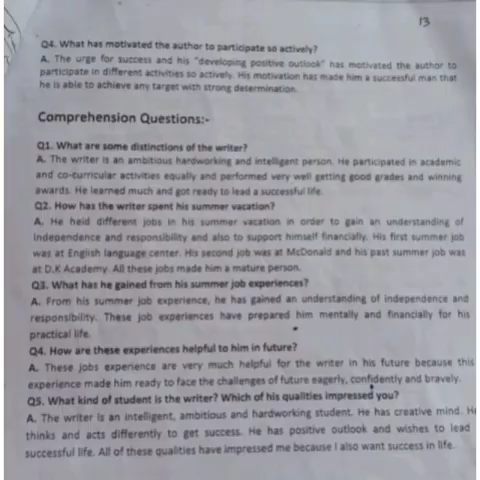 13
Q4. What has motivated the author to participate so actively?
A. The urge for success and his "developing positive outlook" has motivated the author to
participate in different activities so actively. His motivation has made him a successful man that
he is able to achieve any target with strong determination.
Comprehension Questions:-
Q1. What are some distinctions of the writer?
A. The writer is an ambitious hardworking and intelligent person. He participated in academic
and co-curricular activities equally and performed very well getting good grades and winning
awards. He learned much and got ready to lead a successful life.
Q2. How has the writer spent his summer vacation?
A. He held different jobs in his summer vacation in order to gain an understanding of
independence and responsibility and also to support himself financially. His first summer job
was at English language center. His second job was at McDonald and his past summer job was
at D.K Academy. All these jobs made him a mature person.
Q3. What has he gained from his summer job experiences?
A. From his summer job experience, he has gained an understanding of independence and
responsibility. These job experiences have prepared him mentally and financially for his
practical life.
Q4. How are these experiences helpful to him in future?
A. These jobs experience are very much helpful for the writer in his future because this
experience made him ready to face the challenges of future eagerly, confidently and bravely.
Q5. What kind of student is the writer? Which of his qualities impressed you?
A. The writer is an intelligent, ambitious and hardworking student. He has creative mind. He
thinks and acts differently to get success. He has positive outlook and wishes to lead
successful life. All of these qualities have impressed me because I also want success in life.